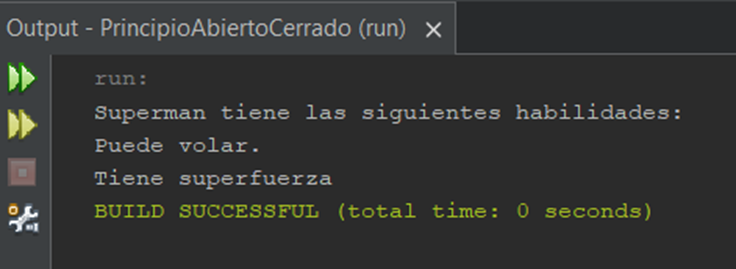 Output - PrincipioAbiertoCerrado (run)
run:
Superman tiene las siguientes habilidades:
Puede volar.
Tiene superfuerza
BUILD SUCCESSFUL (total time: 0 seconds)